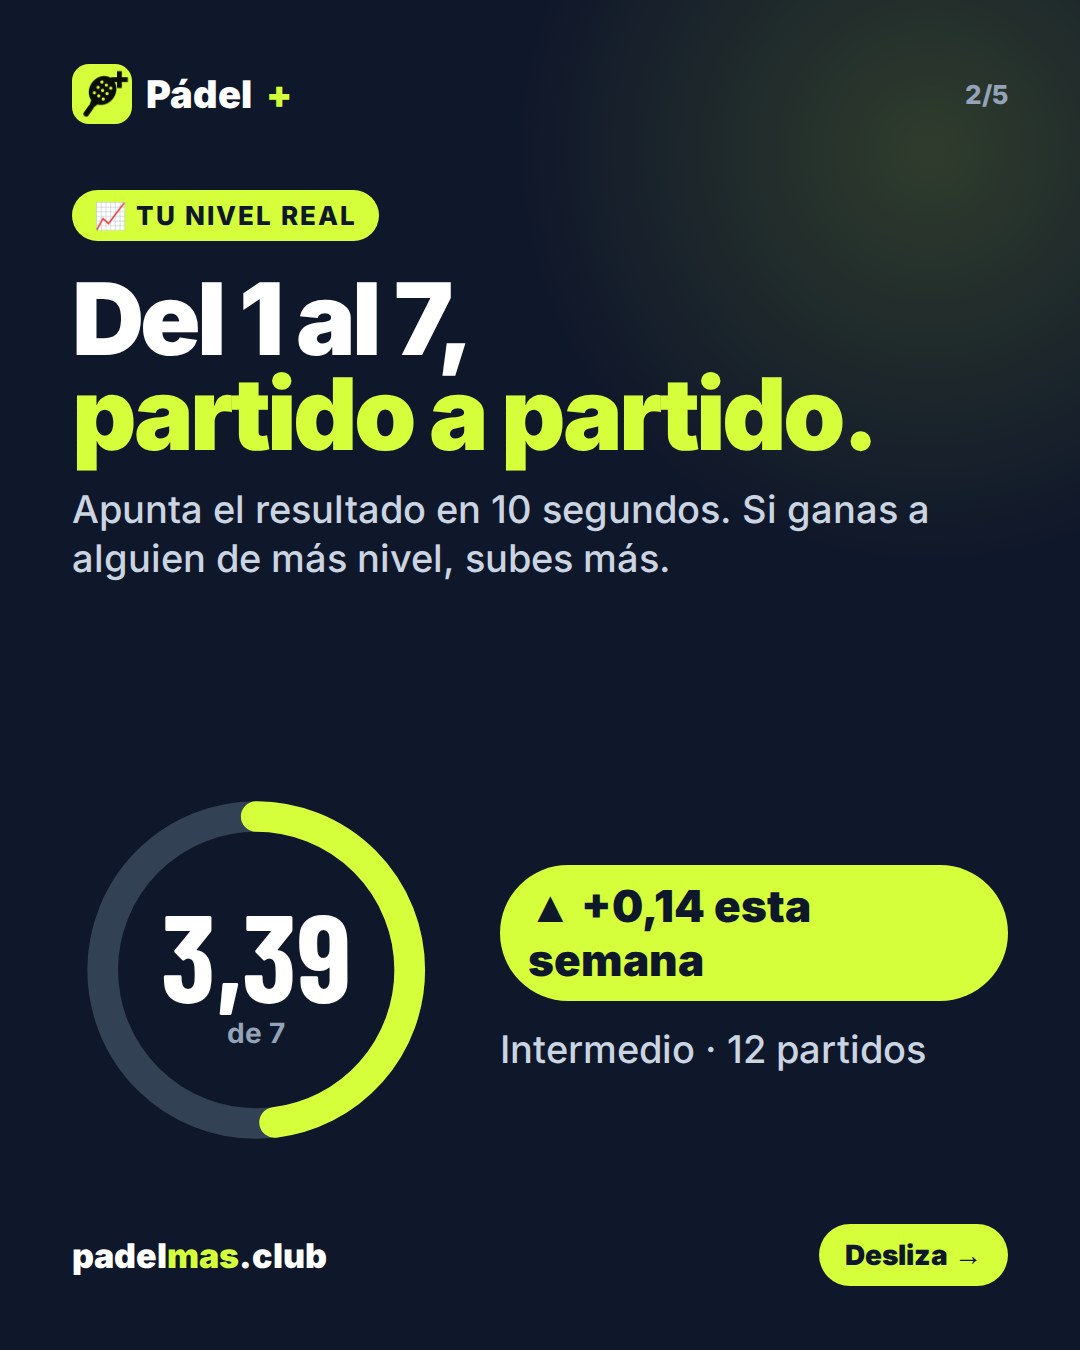 Pádel +
2/5
📈 TU NIVEL REAL
Del 1 al 7,
partido a partido.
Apunta el resultado en 10 segundos. Si ganas a
alguien de más nivel, subes más.
3,39
de 7
▲ +0,14 esta
semana
Intermedio · 12 partidos
padelmas.club
Desliza →